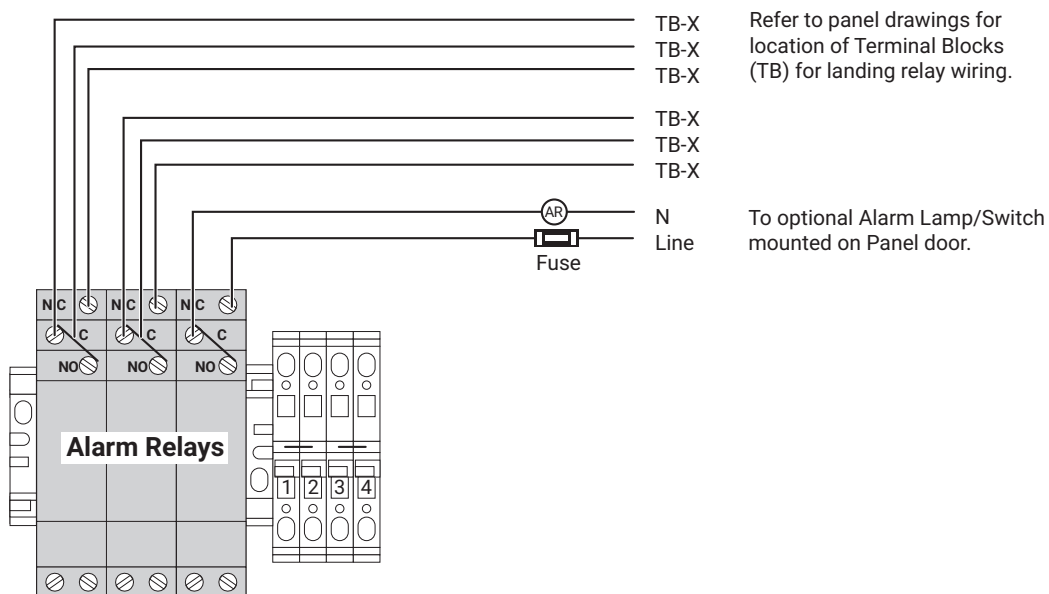 TB-X
TB-X
TB-X
Refer to panel drawings for
location of Terminal Blocks
(TB) for landing relay wiring.
TB-X
TB-X
TB-X
AR
N
Line
Fuse
To optional Alarm Lamp/Switch
mounted on Panel door.
NC NC NC
C C C
NO NO NO
Alarm Relays
1 2 3 4